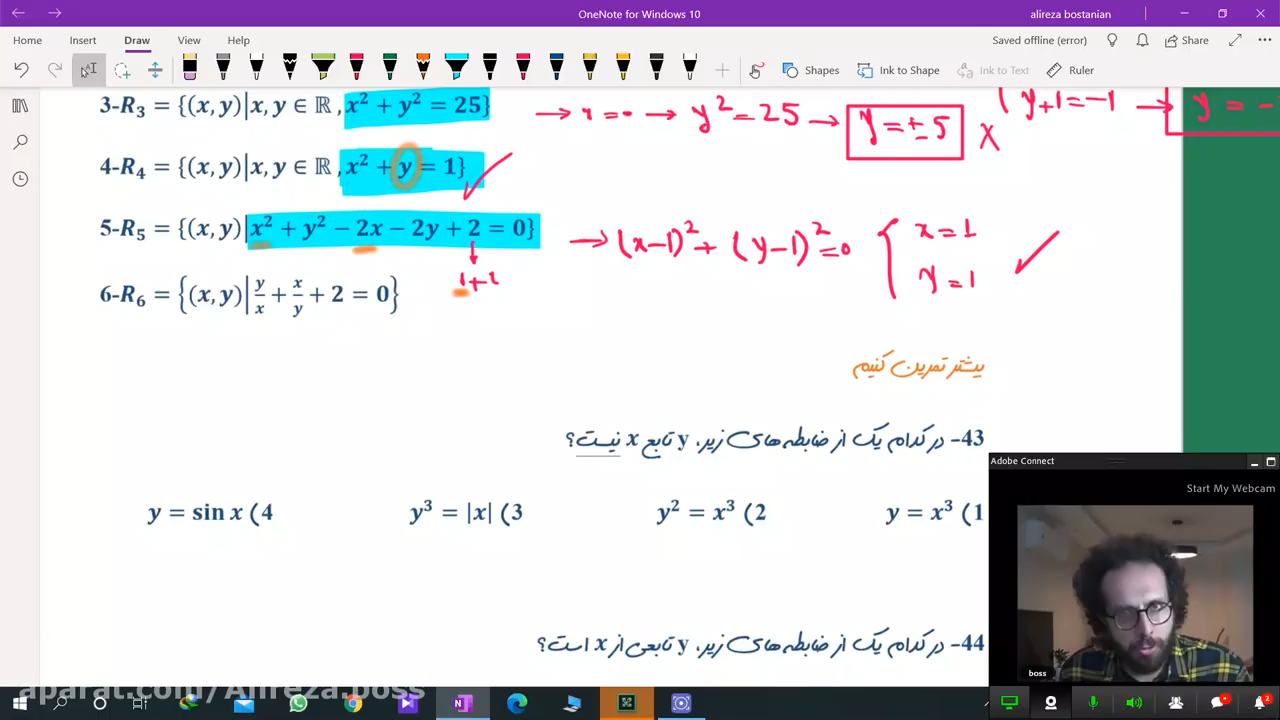 OneNote for Windows 10
alireza bostanian
Home Insert Draw View Help
Saved offline (error) Share
Shapes Ink to Shape Ink to Text Ruler
3-R₃ = {(x, y)|x, y ∈ ℝ , x² + y² = 25}
→ x = 0 → y² = 25 → y = ±5 ×
y+1 = -1 → y = -
4-R₄ = {(x, y)|x, y ∈ ℝ , x² + y = 1}
5-R₅ = {(x, y)|x² + y² − 2x − 2y + 2 = 0}
1+1
→ (x-1)² + (y-1)² = 0 { x = 1
y = 1
6-R₆ = {(x, y)|y/x + x/y + 2 = 0}
بیشتر تمرین کنیم
43- در کدام یک از ضابطه های زیر، y تابع x نیست؟
1) y = x³ 2) y² = x³ 3) y³ = |x| 4) y = sin x
44- در کدام یک از ضابطه های زیر، y تابعی از x است؟
Adobe Connect
Start My Webcam
boss
aparat.com/Alireza.boss